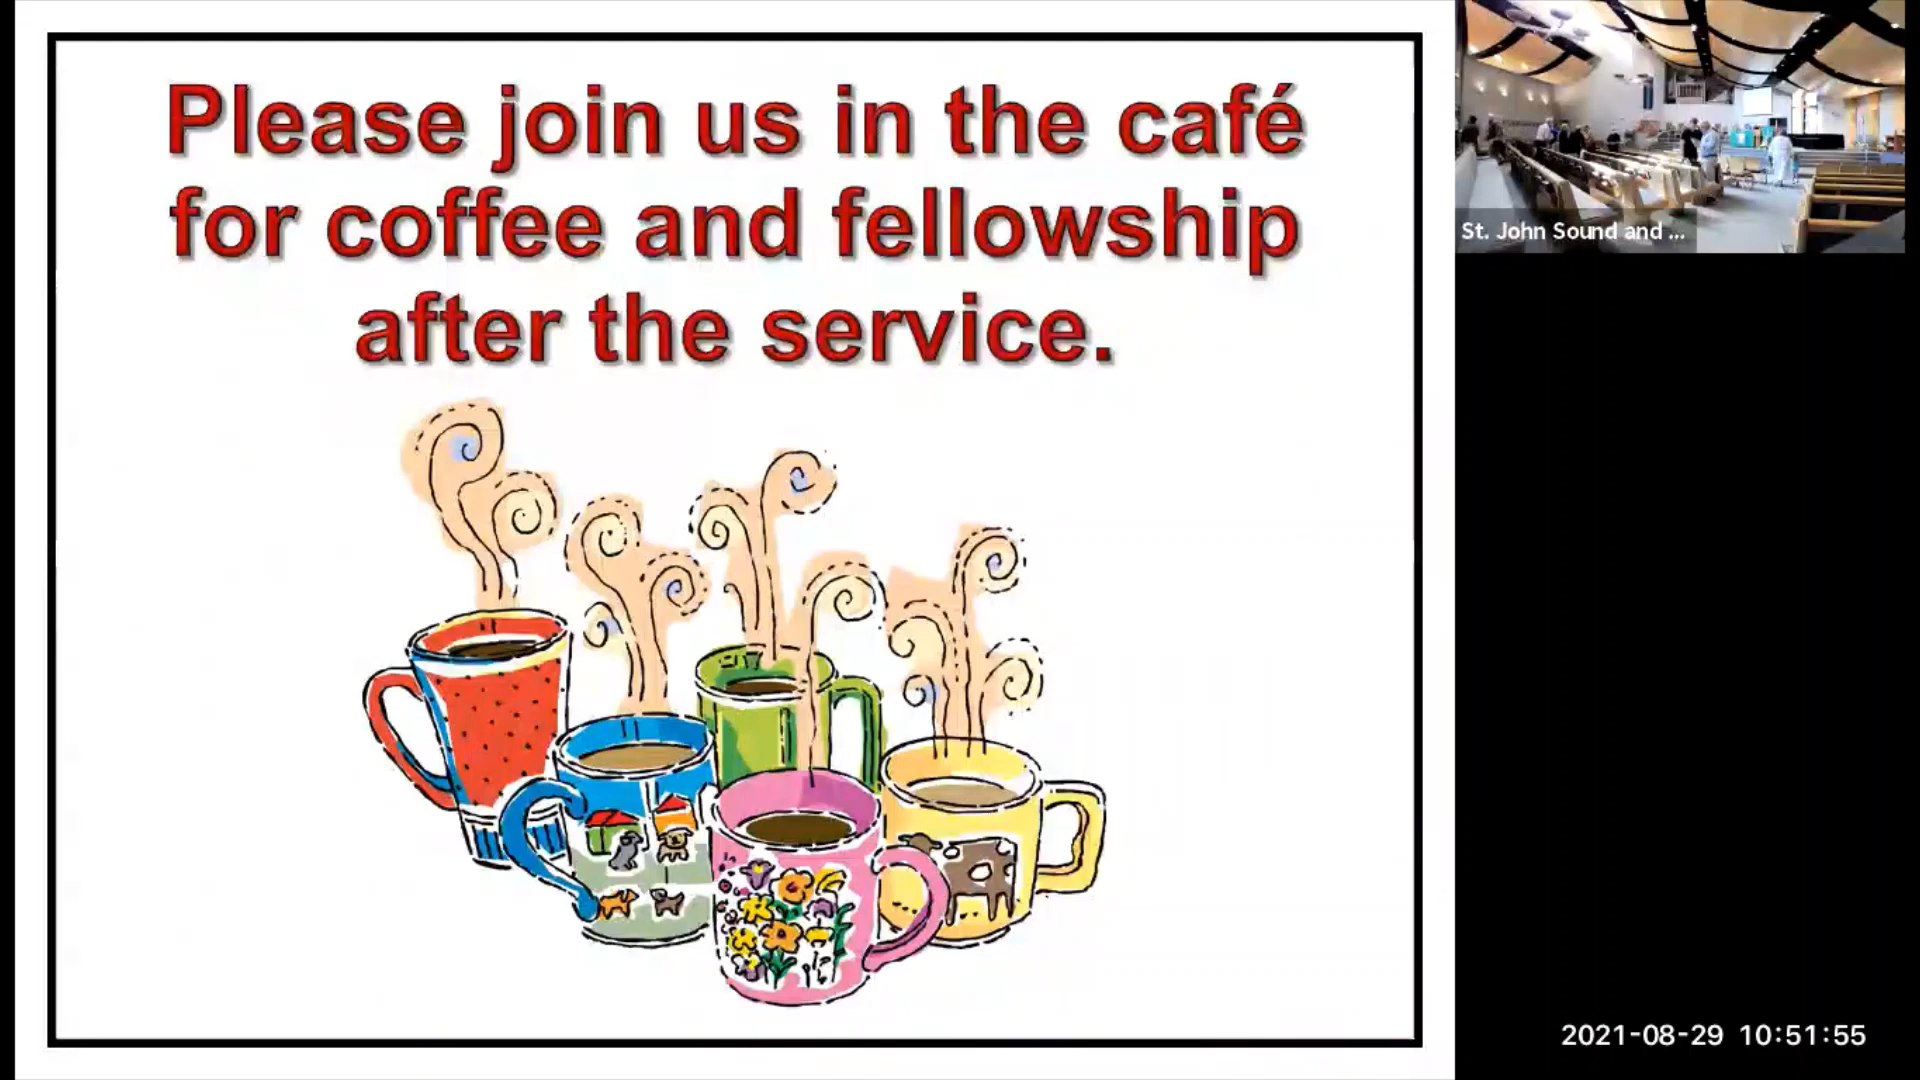 Please join us in the café
for coffee and fellowship
after the service.
St. John Sound and ...
2021-08-29 10:51:55